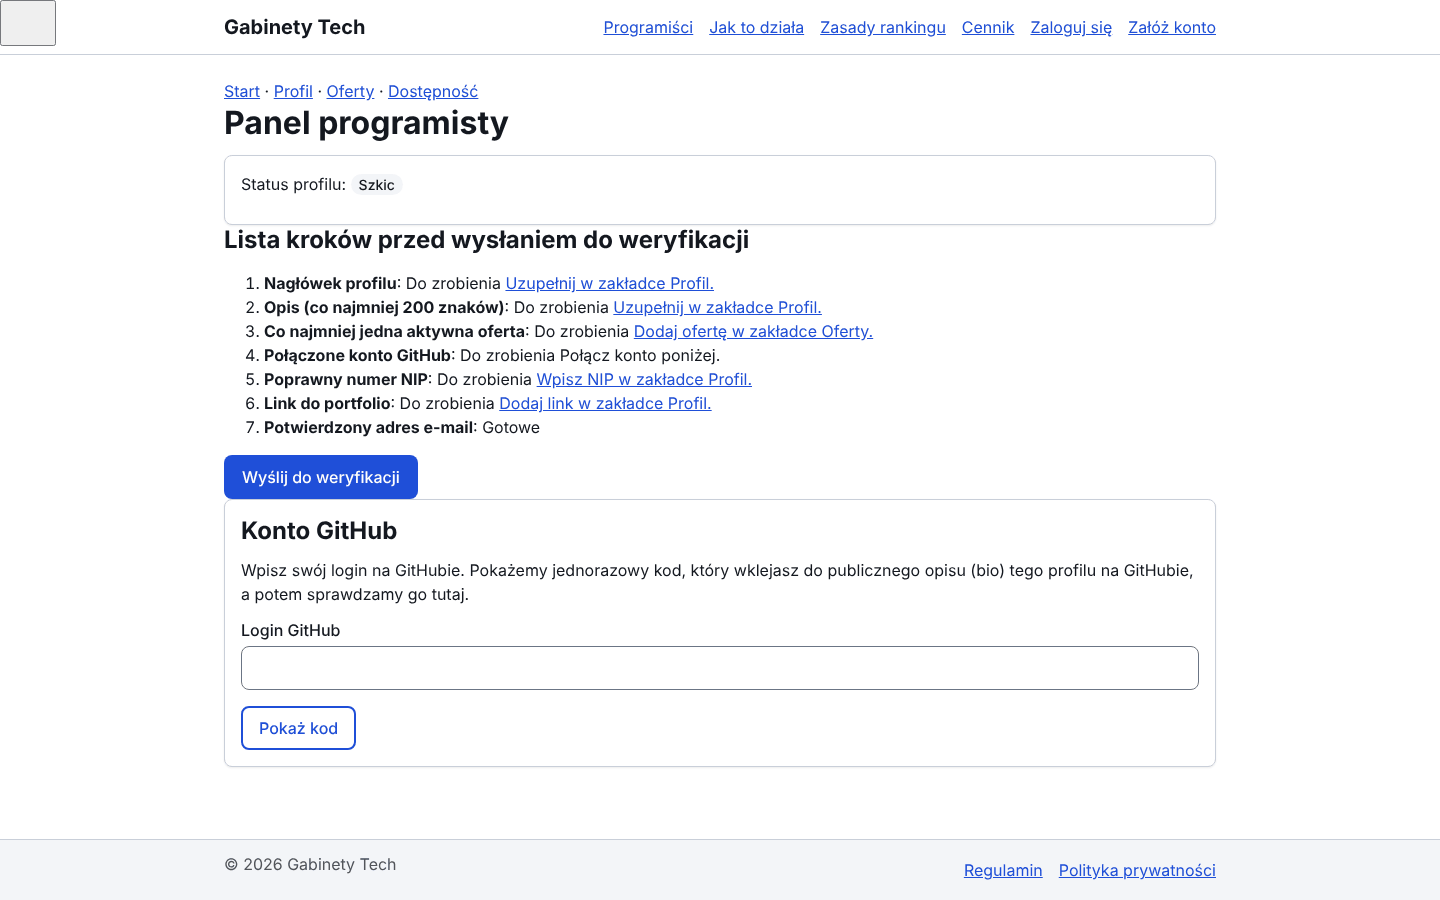 Gabinety Tech
Programiści Jak to działa Zasady rankingu Cennik Zaloguj się Załóż konto
Start · Profil · Oferty · Dostępność
Panel programisty
Status profilu: Szkic
Lista kroków przed wysłaniem do weryfikacji
1. Nagłówek profilu: Do zrobienia Uzupełnij w zakładce Profil.
2. Opis (co najmniej 200 znaków): Do zrobienia Uzupełnij w zakładce Profil.
3. Co najmniej jedna aktywna oferta: Do zrobienia Dodaj ofertę w zakładce Oferty.
4. Połączone konto GitHub: Do zrobienia Połącz konto poniżej.
5. Poprawny numer NIP: Do zrobienia Wpisz NIP w zakładce Profil.
6. Link do portfolio: Do zrobienia Dodaj link w zakładce Profil.
7. Potwierdzony adres e-mail: Gotowe
Wyślij do weryfikacji
Konto GitHub
Wpisz swój login na GitHubie. Pokażemy jednorazowy kod, który wklejasz do publicznego opisu (bio) tego profilu na GitHubie,
a potem sprawdzamy go tutaj.
Login GitHub
Pokaż kod
© 2026 Gabinety Tech
Regulamin Polityka prywatności